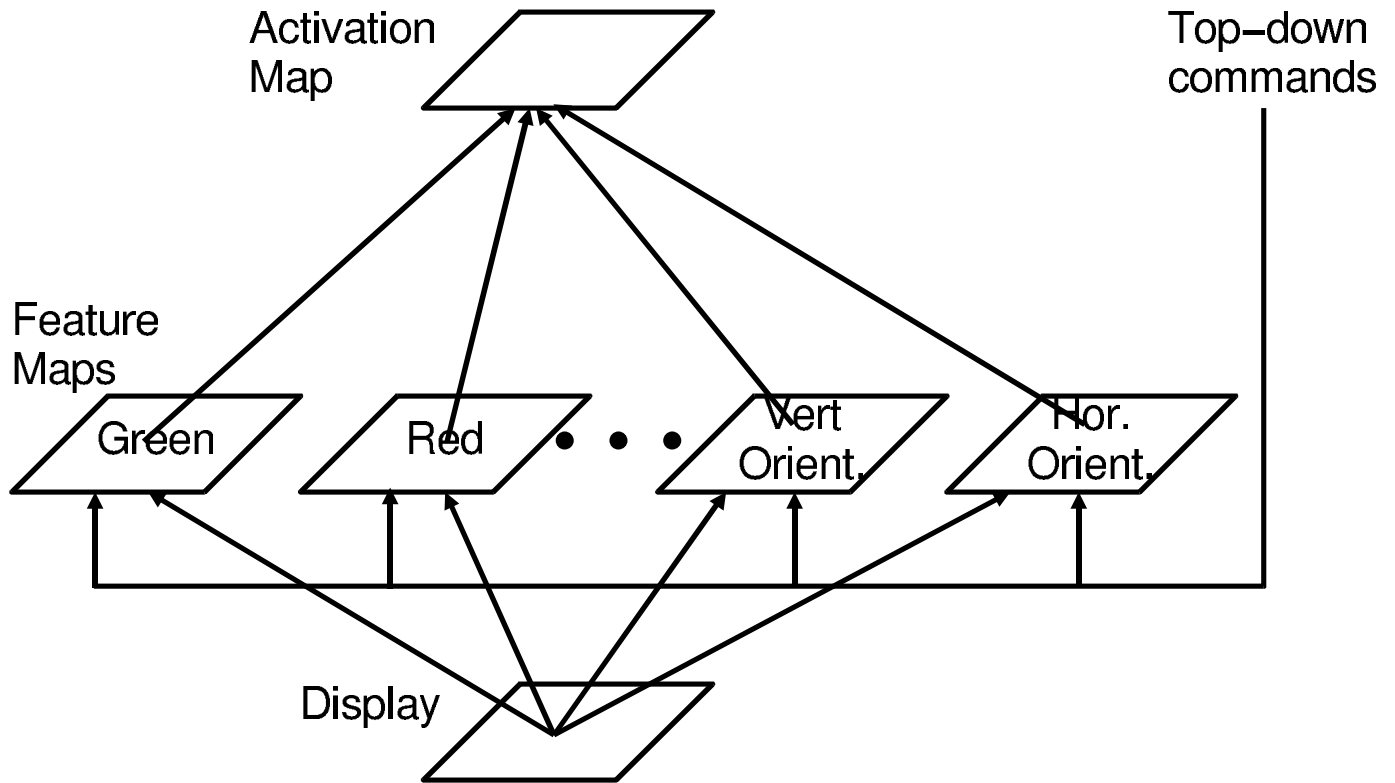 Activation
Map
Top–down
commands
Feature
Maps
Green
Red
Vert
Orient.
Hor.
Orient.
Display